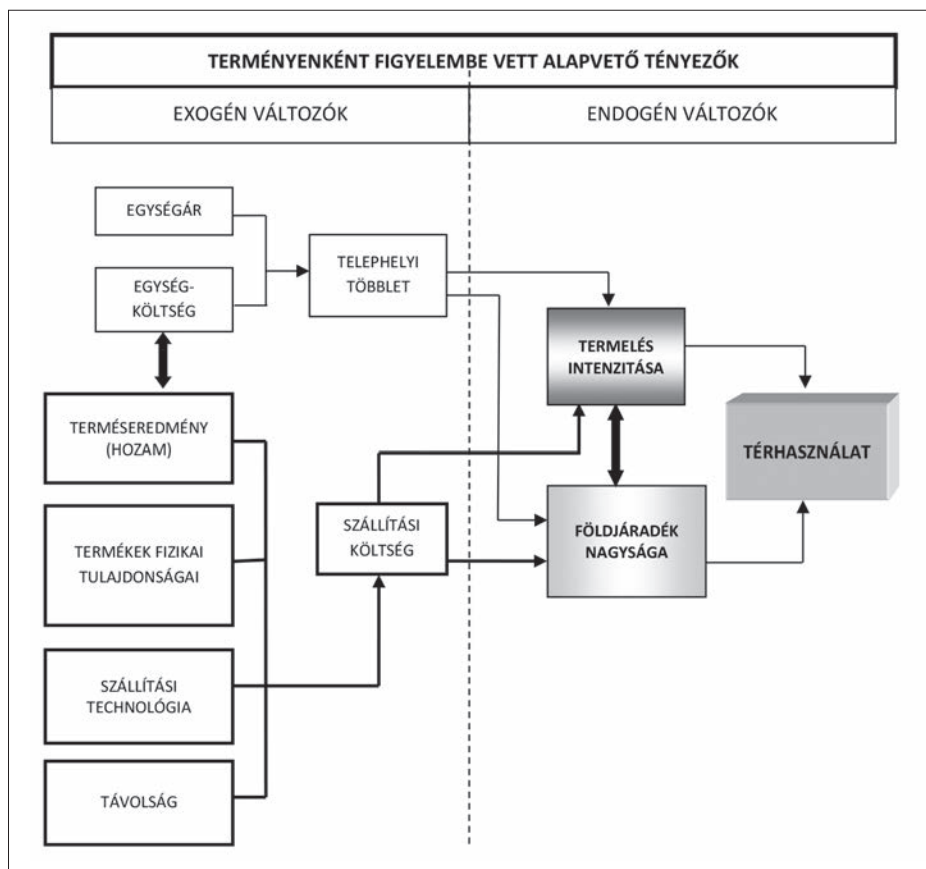 TERMÉNYENKÉNT FIGYELEMBE VETT ALAPVETŐ TÉNYEZŐK
EXOGÉN VÁLTOZÓK
ENDOGÉN VÁLTOZÓK
EGYSÉGÁR
EGYSÉG-
KÖLTSÉG
TELEPHELYI
TÖBBLET
TERMÉSEREDMÉNY
(HOZAM)
TERMÉKEK FIZIKAI
TULAJDONSÁGAI
SZÁLLÍTÁSI
TECHNOLÓGIA
TÁVOLSÁG
SZÁLLÍTÁSI
KÖLTSÉG
TERMELÉS
INTENZITÁSA
FÖLDJÁRADÉK
NAGYSÁGA
TÉRHASZNÁLAT